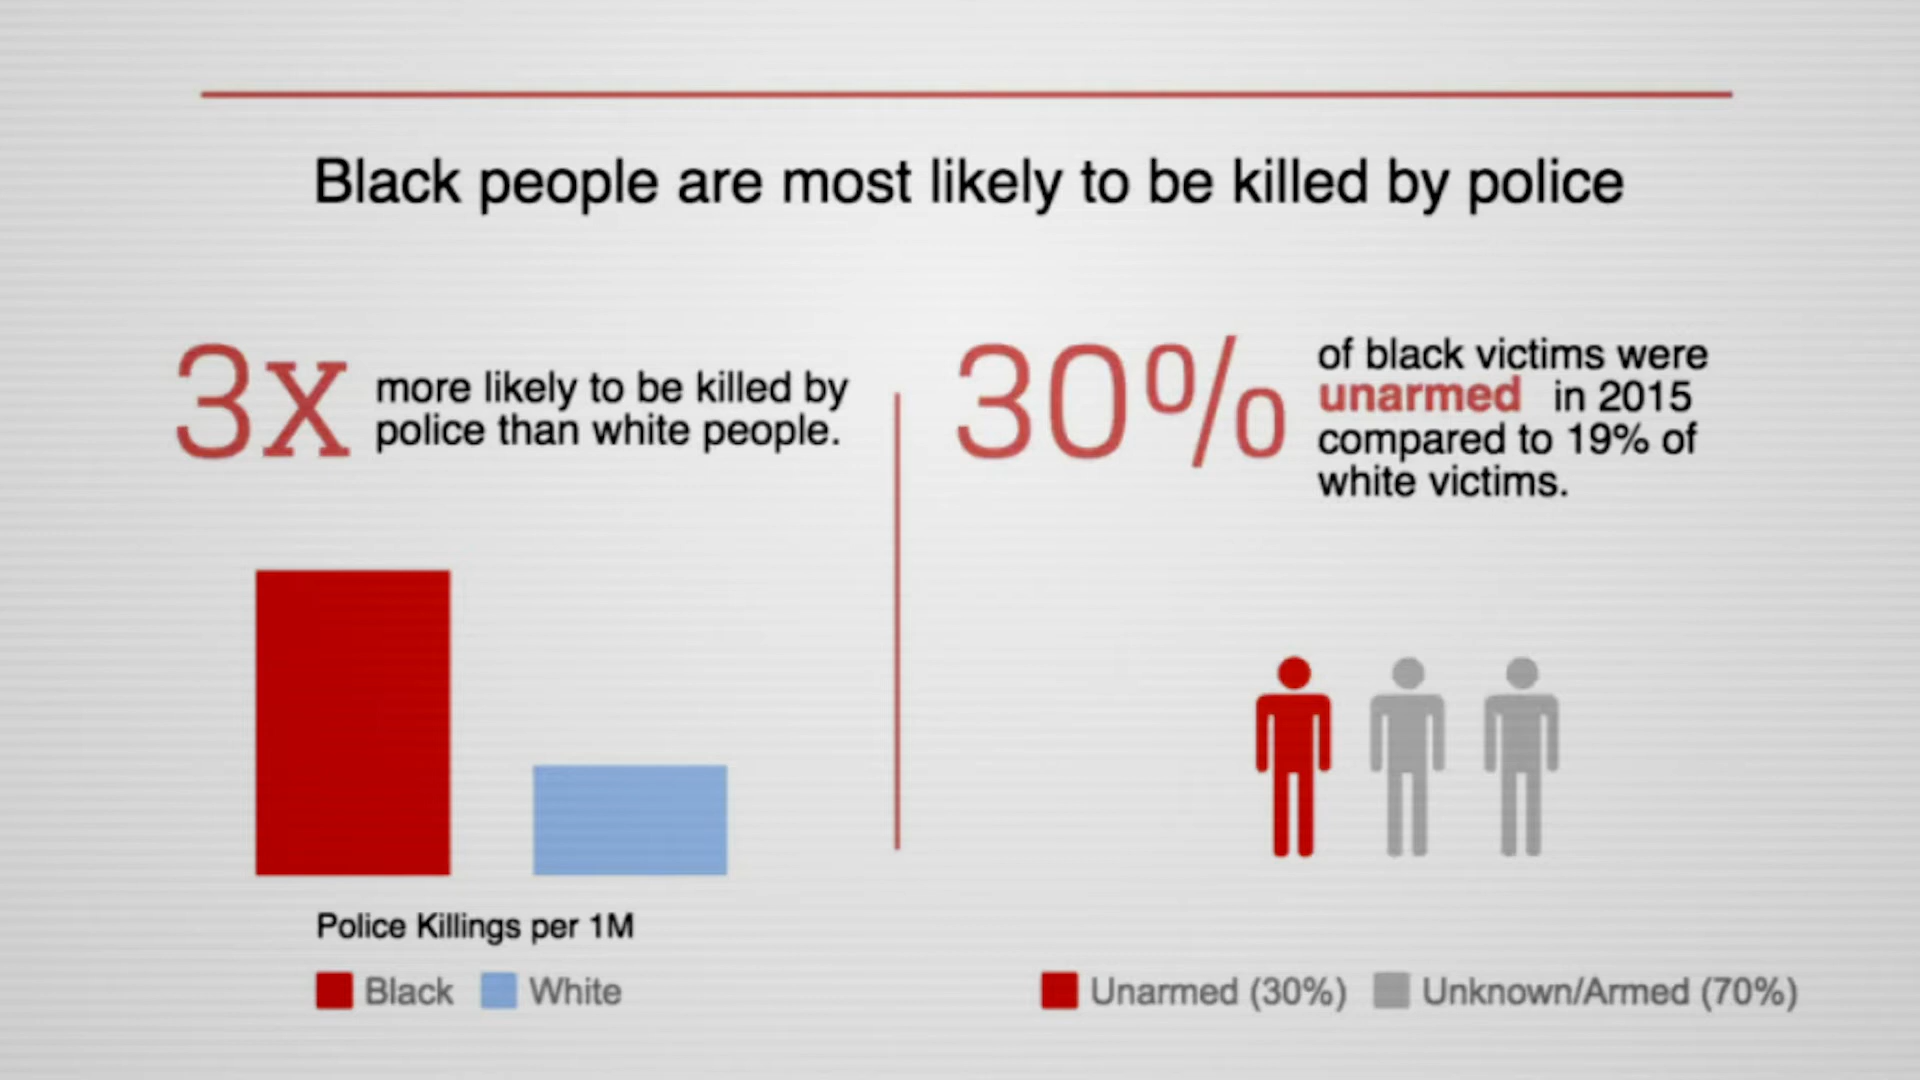 Black people are most likely to be killed by police
3x
more likely to be killed by
police than white people.
30%
of black victims were
unarmed in 2015
compared to 19% of
white victims.
Police Killings per 1M
Black White
Unarmed (30%) Unknown/Armed (70%)